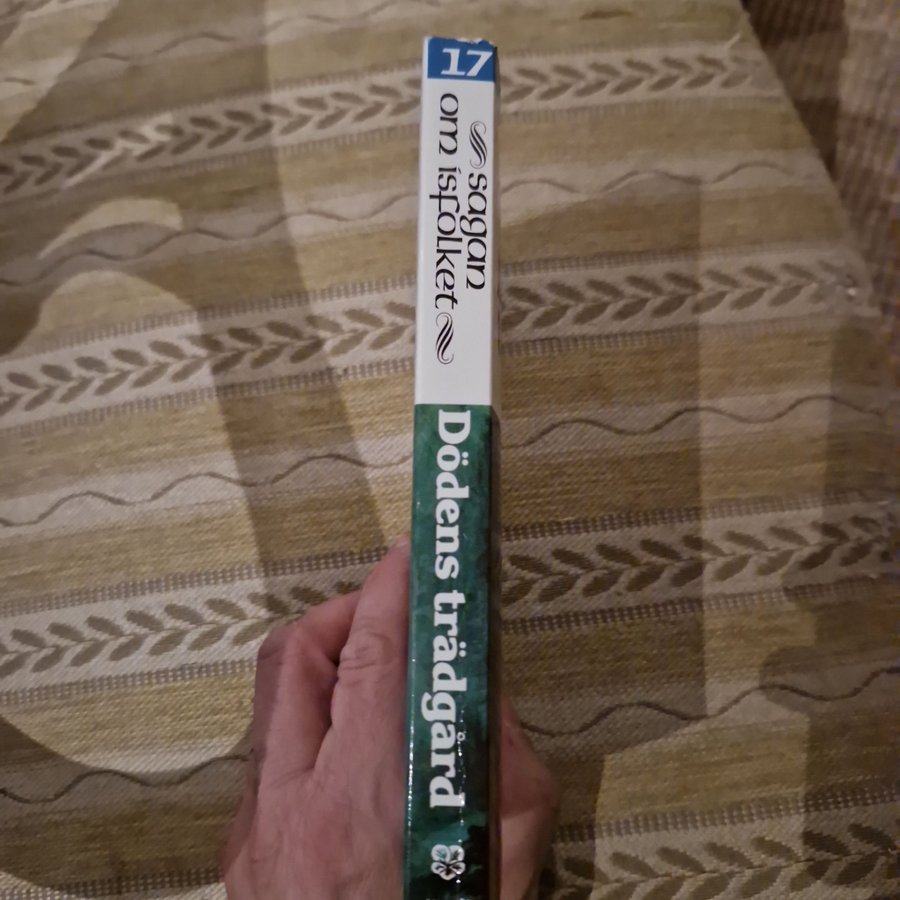 17
sagan
om isfolket
Dödens trädgård